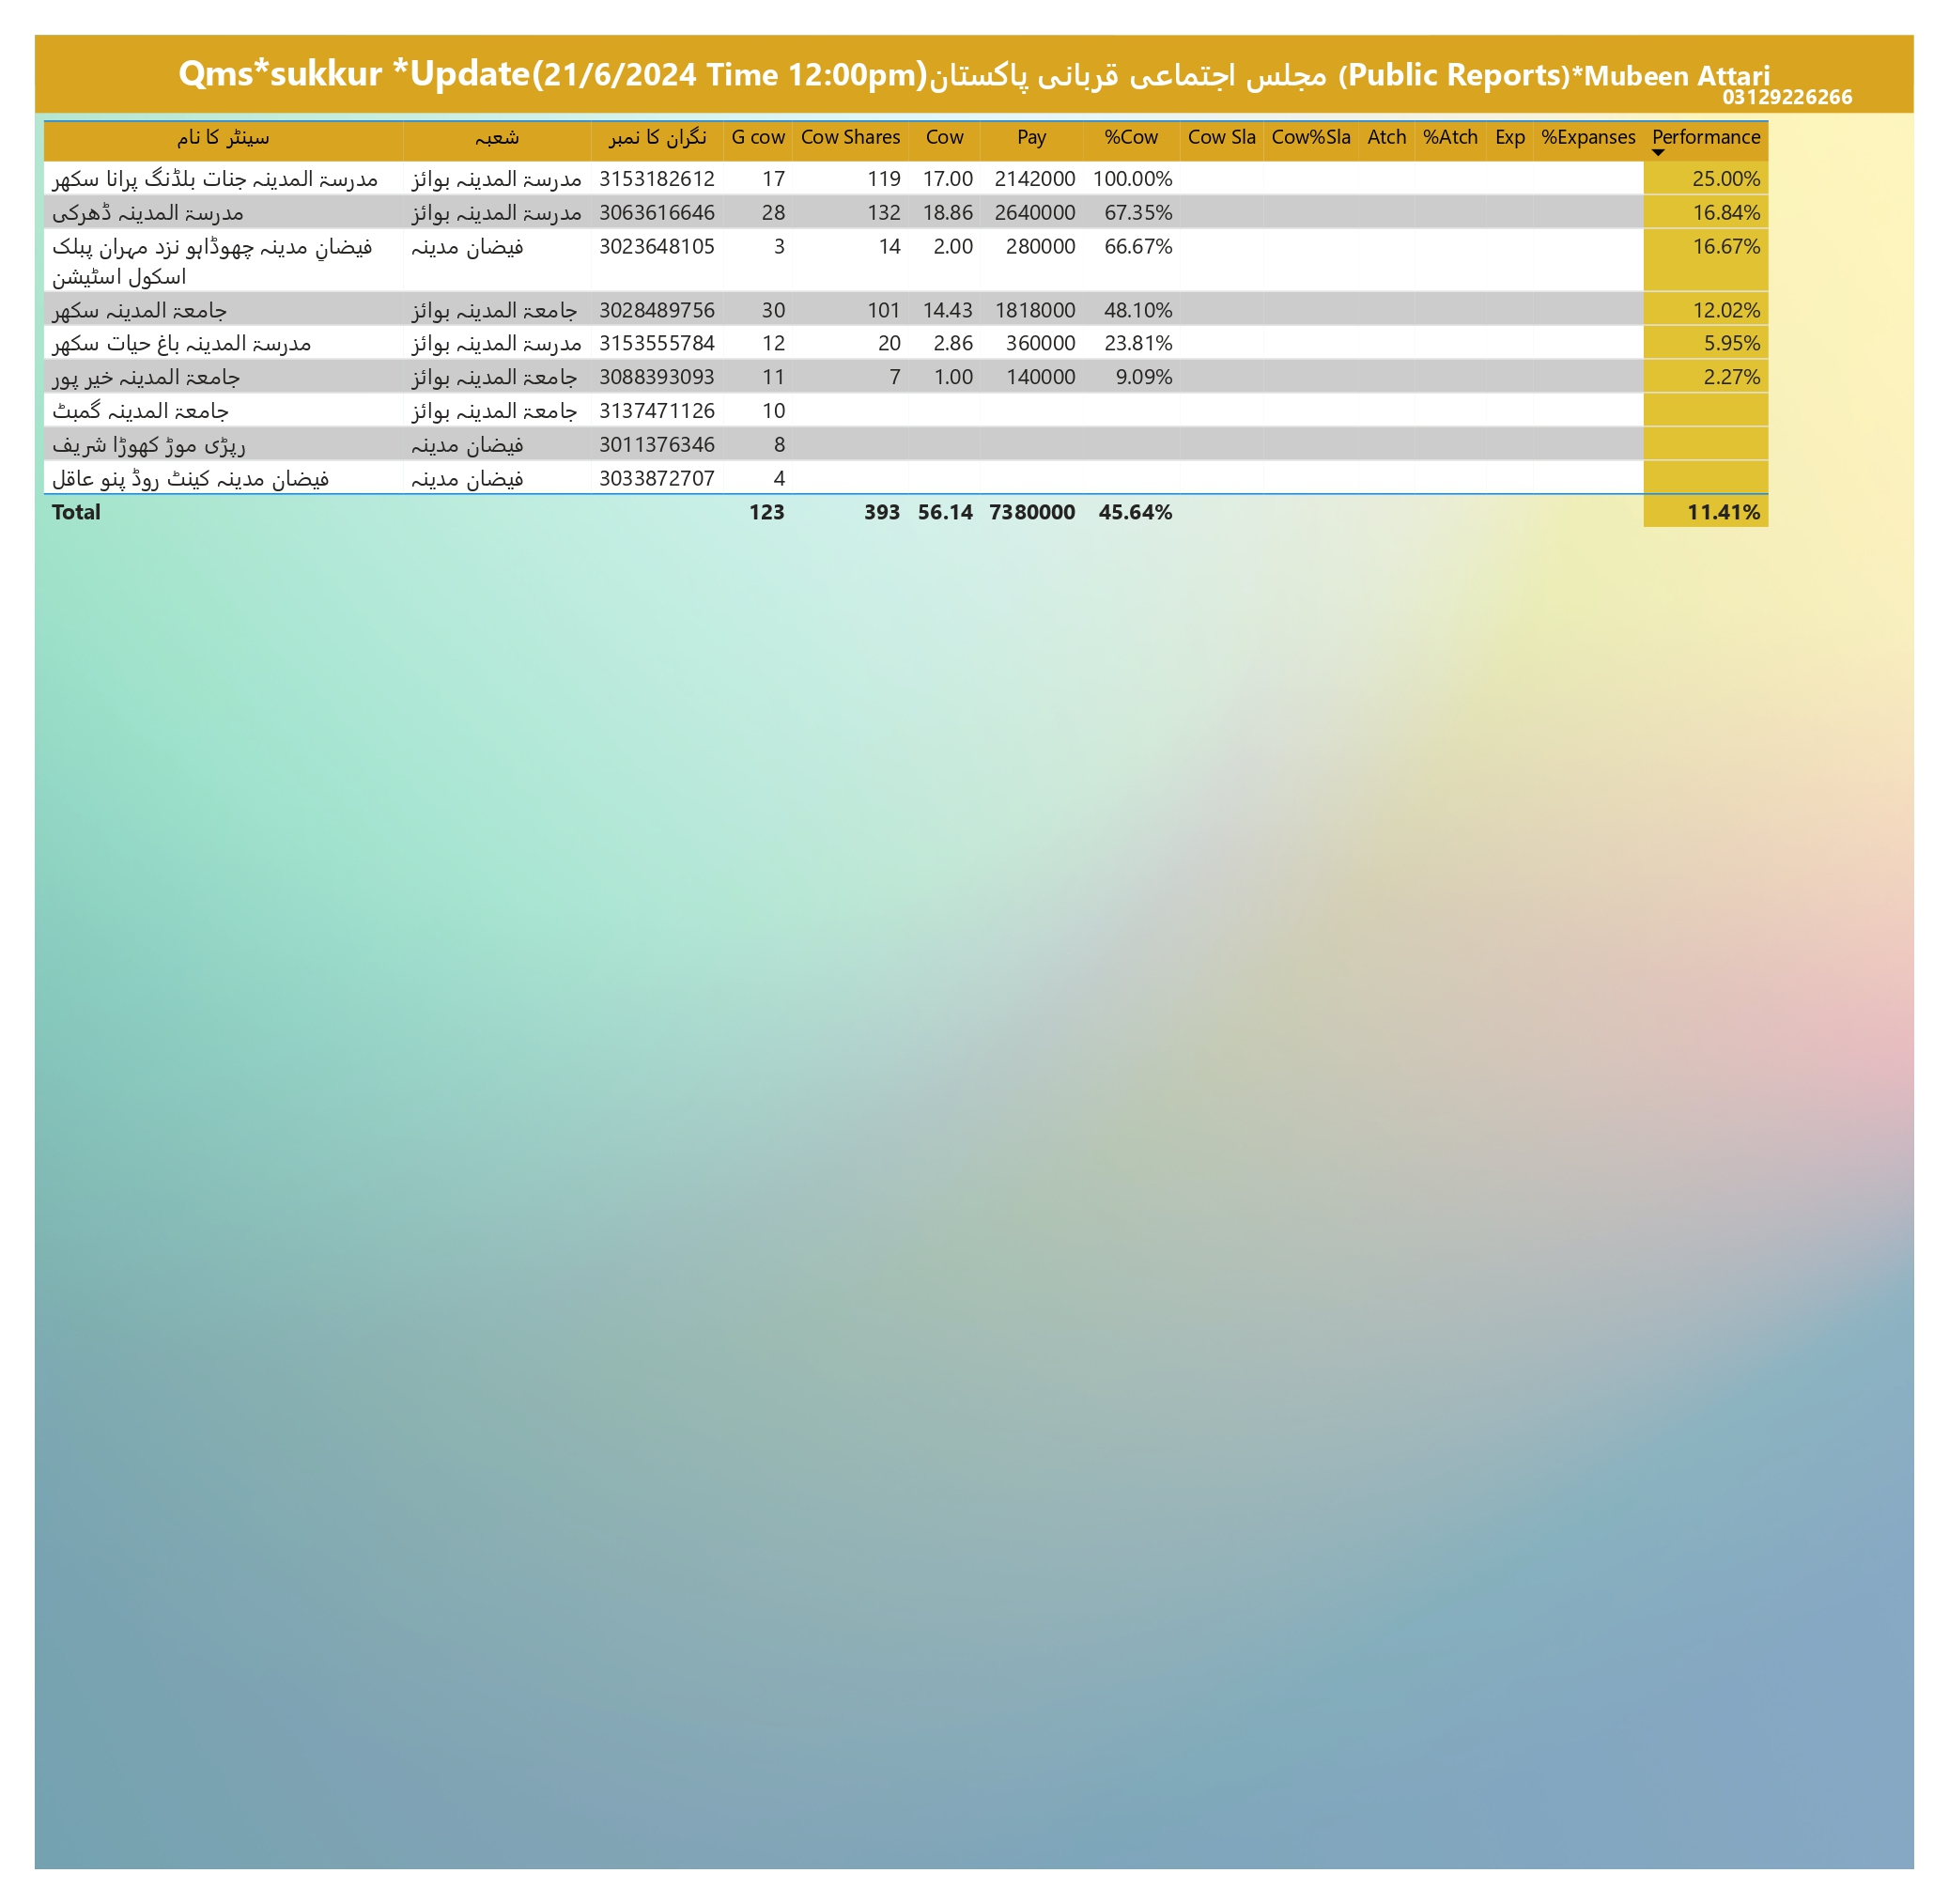 Qms*sukkur *Update(21/6/2024 Time 12:00pm)مجلس اجتماعی قربانی پاکستان (Public Reports)*Mubeen Attari
03129226266
سینٹر کا نام شعبہ نگران کا نمبر G cow Cow Shares Cow Pay %Cow Cow Sla Cow%Sla Atch %Atch Exp %Expanses Performance
مدرسۃ المدینہ جنات بلڈنگ پرانا سکھر مدرسۃ المدینہ بوائز 3153182612 17 119 17.00 2142000 100.00% 25.00%
مدرسۃ المدینہ ڈھرکی مدرسۃ المدینہ بوائز 3063616646 28 132 18.86 2640000 67.35% 16.84%
فیضانِ مدینہ چھوڈاہو نزد مہران پبلک فیضان مدینہ 3023648105 3 14 2.00 280000 66.67% 16.67%
اسکول اسٹیشن
جامعۃ المدینہ سکھر جامعۃ المدینہ بوائز 3028489756 30 101 14.43 1818000 48.10% 12.02%
مدرسۃ المدینہ باغ حیات سکھر مدرسۃ المدینہ بوائز 3153555784 12 20 2.86 360000 23.81% 5.95%
جامعۃ المدینہ خیر پور جامعۃ المدینہ بوائز 3088393093 11 7 1.00 140000 9.09% 2.27%
جامعۃ المدینہ گمبٹ جامعۃ المدینہ بوائز 3137471126 10
رپڑی موڑ کھوڑا شریف فیضان مدینہ 3011376346 8
فیضان مدینہ کینٹ روڈ پنو عاقل فیضان مدینہ 3033872707 4
Total 123 393 56.14 7380000 45.64% 11.41%